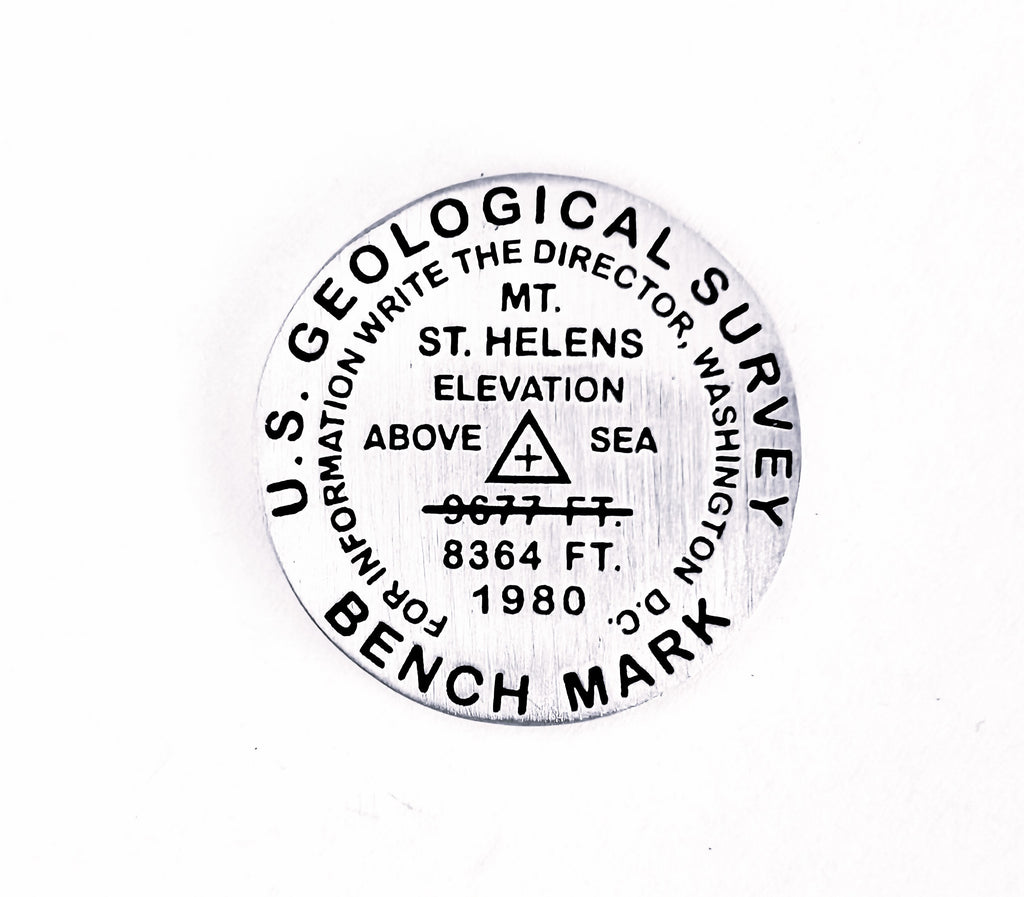 U.S. GEOLOGICAL SURVEY
FOR INFORMATION WRITE THE DIRECTOR, WASHINGTON D.C.
MT.
ST. HELENS
ELEVATION
ABOVE SEA
9677 FT.
8364 FT.
1980
BENCH MARK